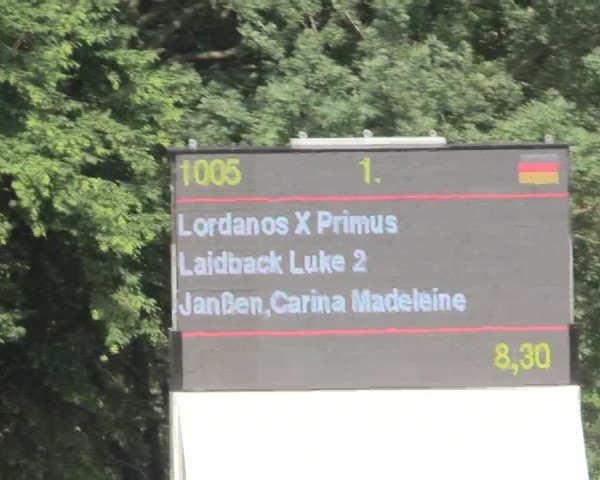 1005 1.
Lordanos X Primus
Laidback Luke 2
Janßen,Carina Madeleine
8,30